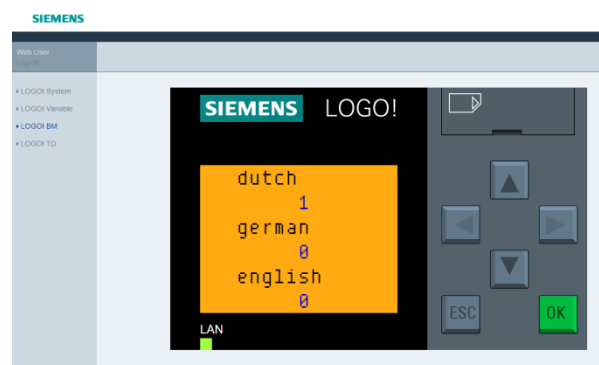 SIEMENS
Web User
Log off
LOGO! System
LOGO! Variable
LOGO! BM
LOGO! TD
SIEMENS LOGO!
dutch
1
german
0
english
0
LAN
ESC OK